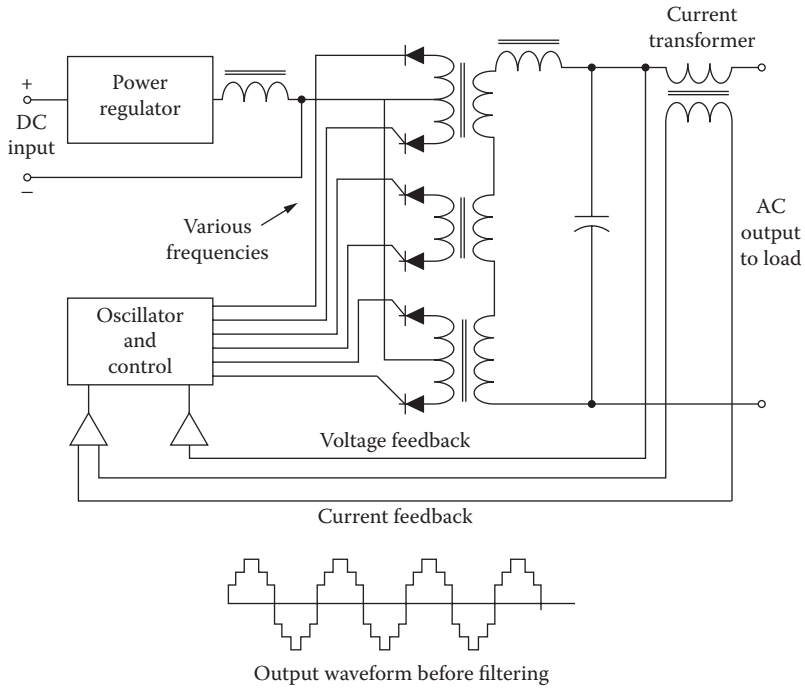 Current
transformer
+
Power
regulator
DC
input
−
Various
frequencies
AC
output
to load
Oscillator
and
control
Voltage feedback
Current feedback
Output waveform before filtering